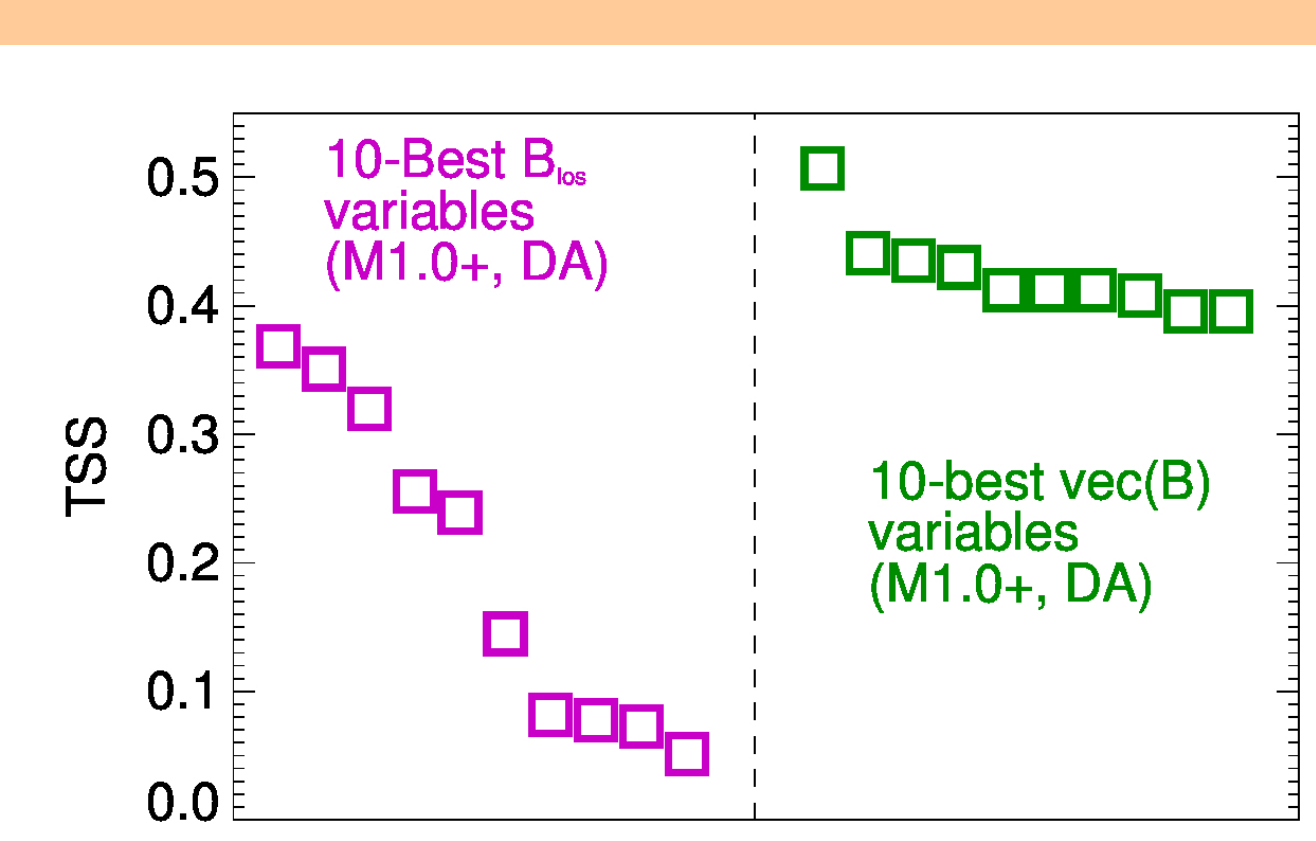 10-Best Blos
variables
(M1.0+, DA)
10-best vec(B)
variables
(M1.0+, DA)
TSS
0.5
0.4
0.3
0.2
0.1
0.0